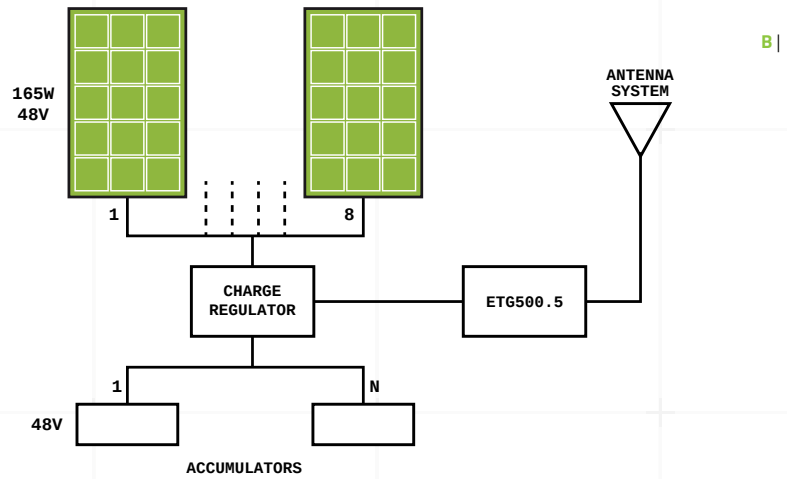 B|
ANTENNA
SYSTEM
165W
48V
1
8
CHARGE
REGULATOR
ETG500.5
1
N
48V
ACCUMULATORS